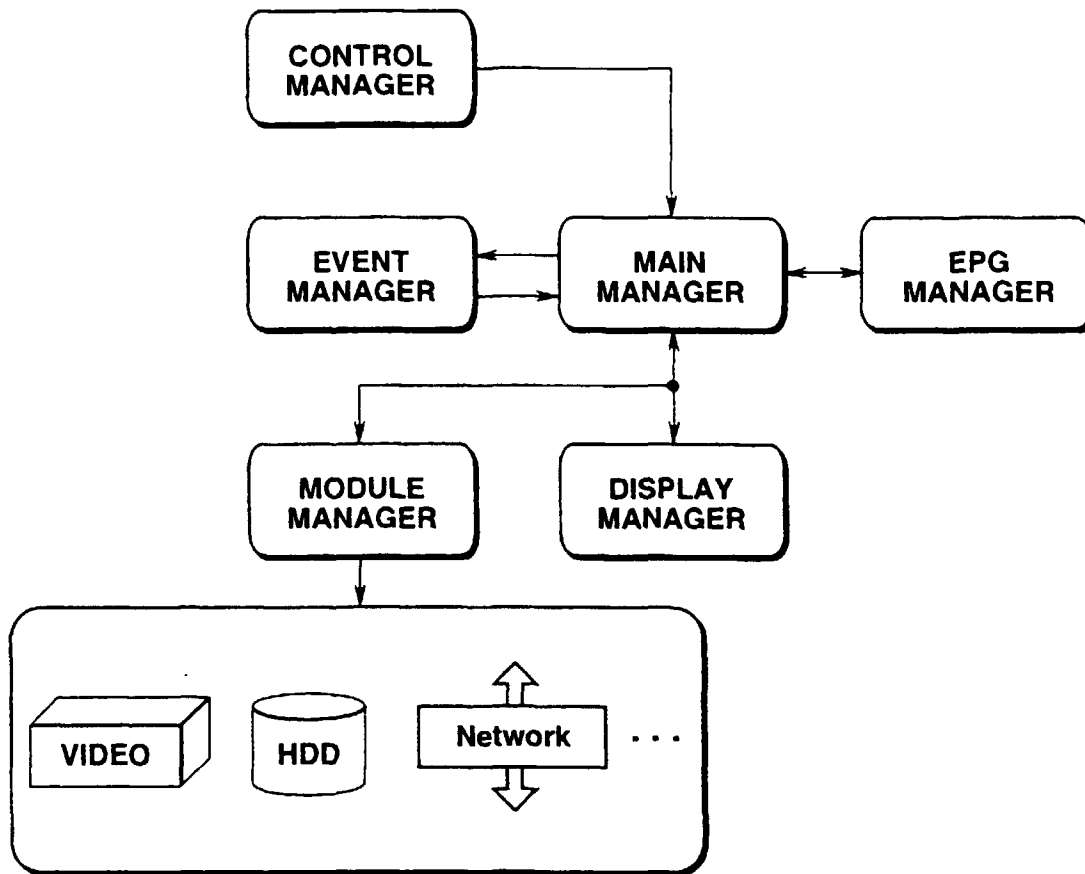 CONTROL
MANAGER
EVENT
MANAGER
MAIN
MANAGER
EPG
MANAGER
MODULE
MANAGER
DISPLAY
MANAGER
VIDEO
HDD
Network
...